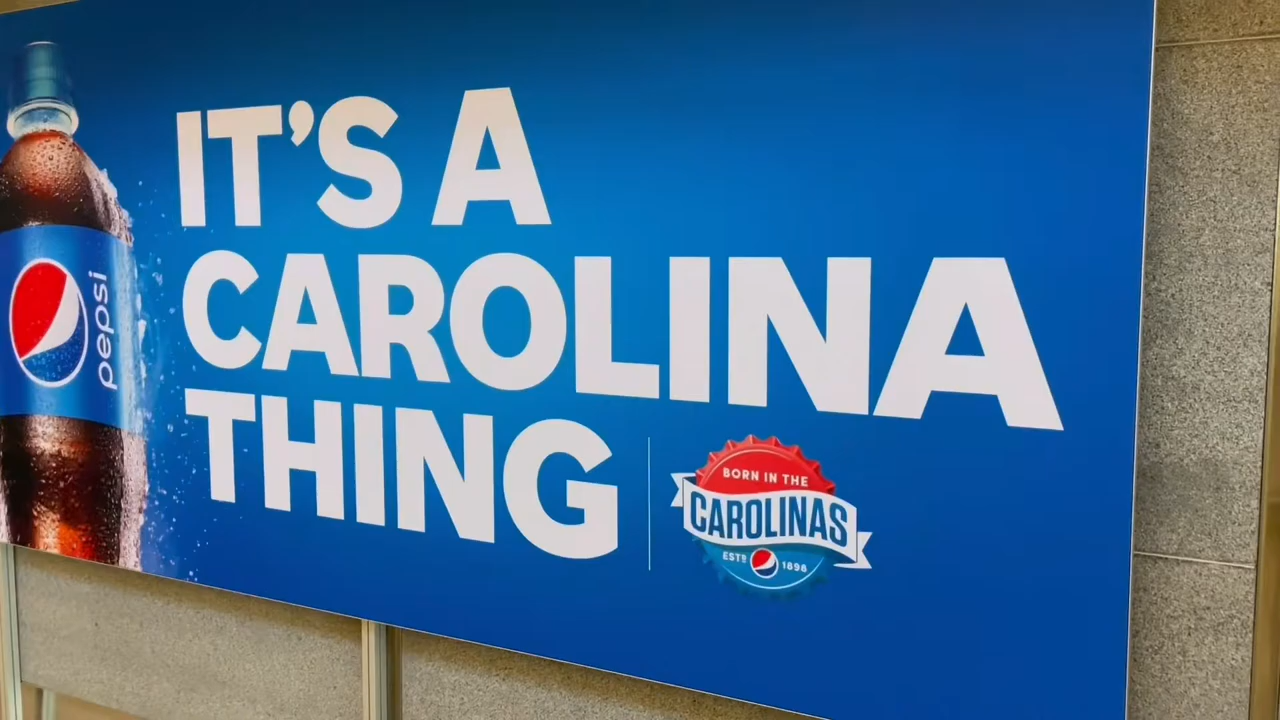 IT'S A
CAROLINA
THING
pepsi
BORN IN THE
CAROLINAS
ESTD 1898